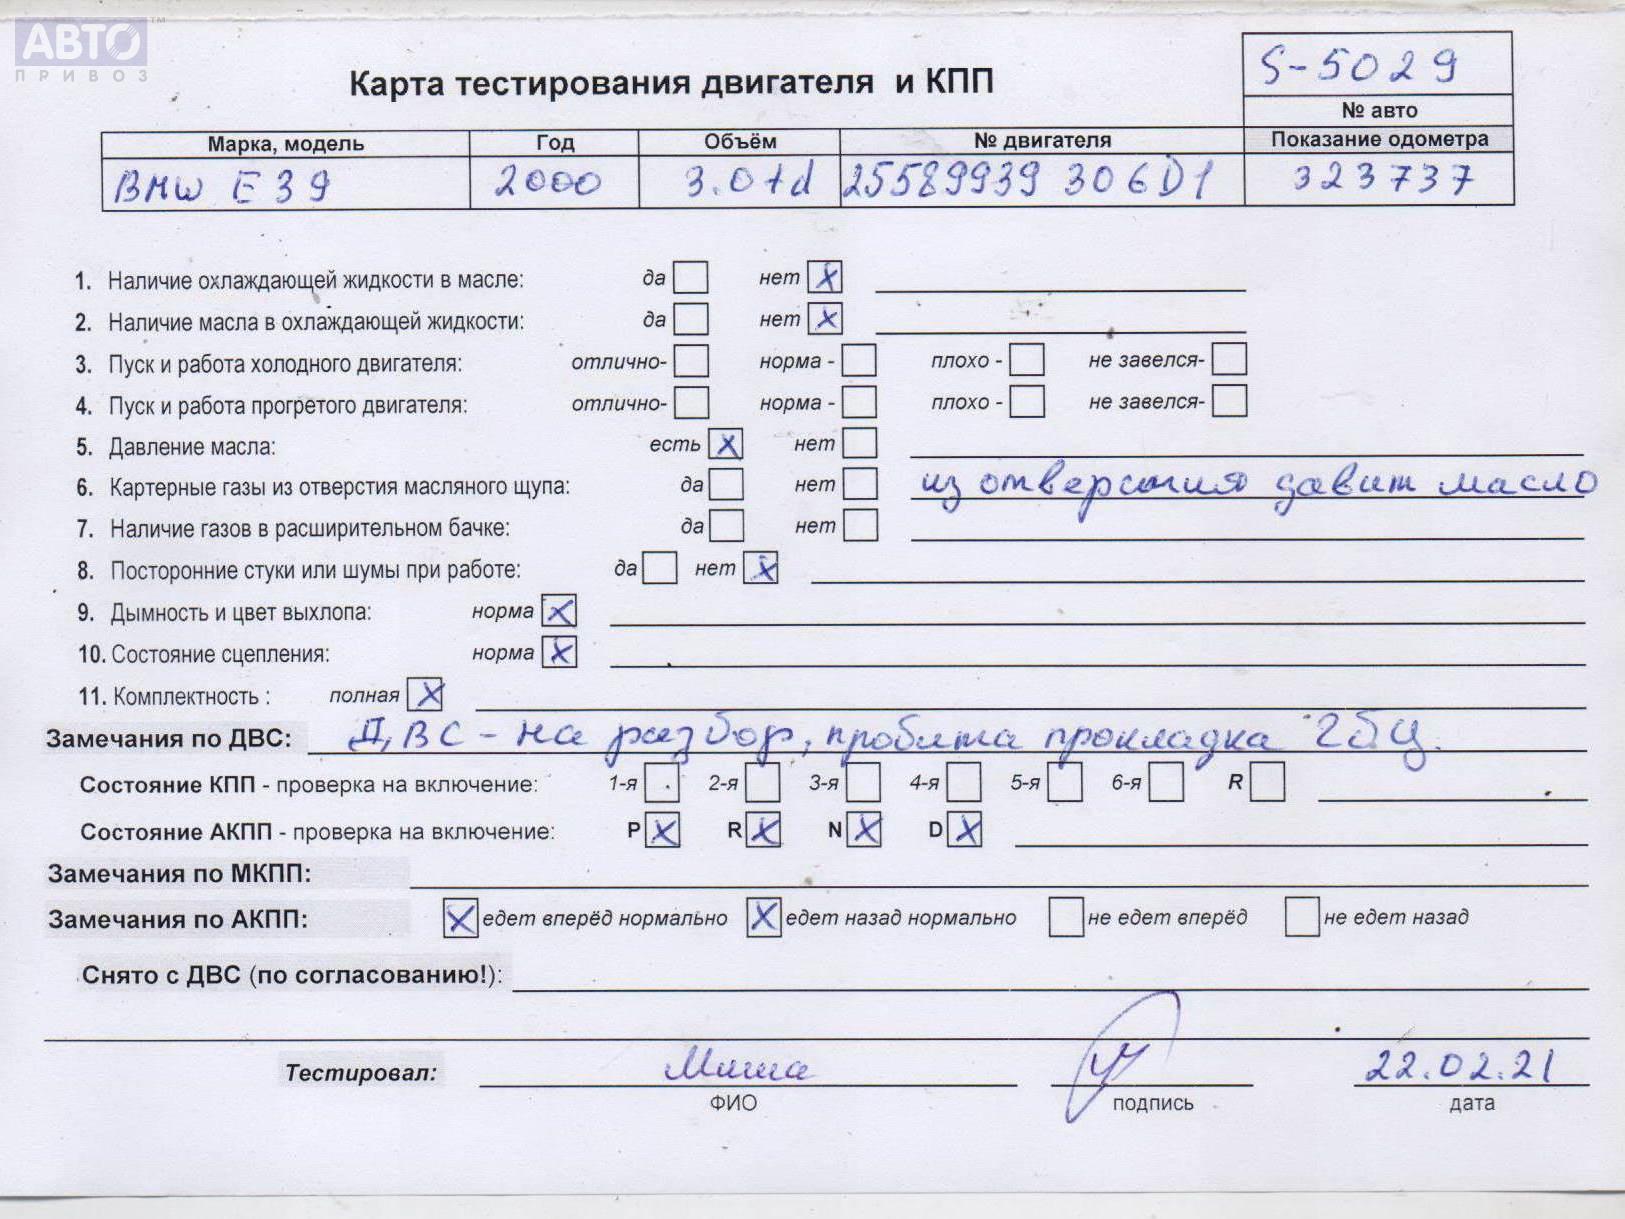 АВТО ™
ПРИВОЗ
S-5029
Карта тестирования двигателя и КПП
№ авто
Марка, модель Год Объём № двигателя Показание одометра
BMW E39 2000 3.0td 25589939 306D1 323737
1. Наличие охлаждающей жидкости в масле: да нет X
2. Наличие масла в охлаждающей жидкости: да нет X
3. Пуск и работа холодного двигателя: отлично- норма - плохо - не завелся-
4. Пуск и работа прогретого двигателя: отлично- норма - плохо - не завелся-
5. Давление масла: есть X нет
6. Картерные газы из отверстия масляного щупа: да нет из отверстия давит масло
7. Наличие газов в расширительном бачке: да нет
8. Посторонние стуки или шумы при работе: да нет X
9. Дымность и цвет выхлопа: норма X
10. Состояние сцепления: норма X
11. Комплектность : полная X
Замечания по ДВС: ДВС - на разбор, пробита прокладка ГБЦ.
Состояние КПП - проверка на включение: 1-я 2-я 3-я 4-я 5-я 6-я R
Состояние АКПП - проверка на включение: P X R X N X D X
Замечания по МКПП:
Замечания по АКПП: X едет вперёд нормально X едет назад нормально не едет вперёд не едет назад
Снято с ДВС (по согласованию!):
Тестировал: Миша 22.02.21
ФИО подпись дата